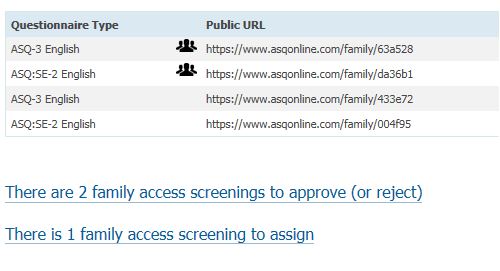 Questionnaire Type Public URL
ASQ-3 English https://www.asqonline.com/family/63a528
ASQ:SE-2 English https://www.asqonline.com/family/da36b1
ASQ-3 English https://www.asqonline.com/family/433e72
ASQ:SE-2 English https://www.asqonline.com/family/004f95
There are 2 family access screenings to approve (or reject)
There is 1 family access screening to assign